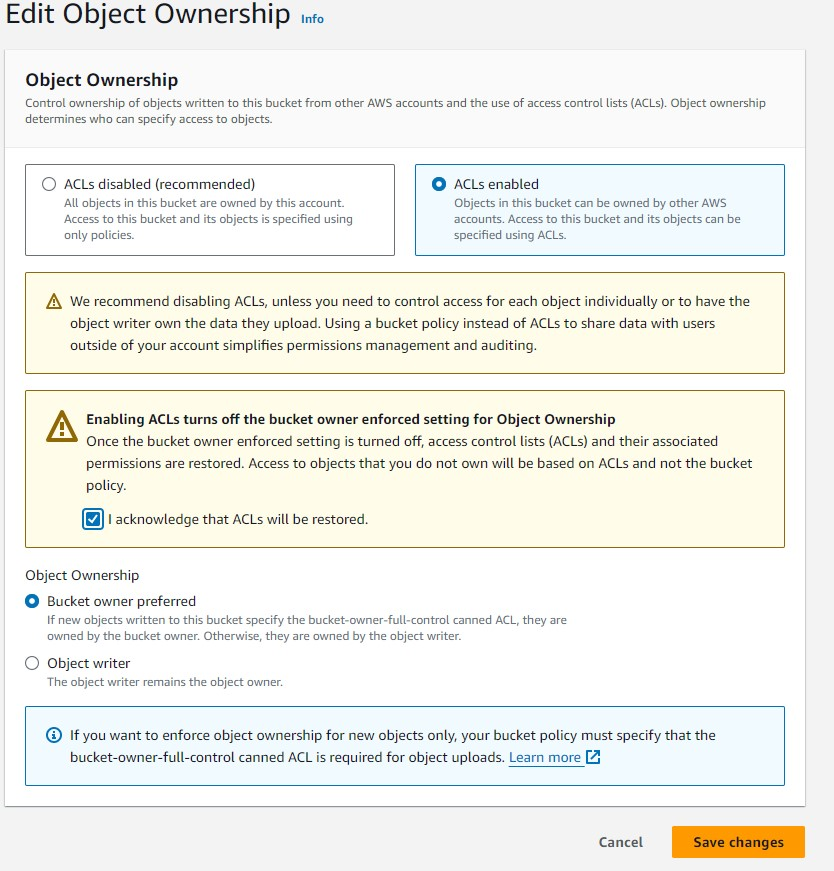 Edit Object Ownership Info
Object Ownership
Control ownership of objects written to this bucket from other AWS accounts and the use of access control lists (ACLs). Object ownership
determines who can specify access to objects.
ACLs disabled (recommended)
All objects in this bucket are owned by this account.
Access to this bucket and its objects is specified using
only policies.
ACLs enabled
Objects in this bucket can be owned by other AWS
accounts. Access to this bucket and its objects can be
specified using ACLs.
We recommend disabling ACLs, unless you need to control access for each object individually or to have the
object writer own the data they upload. Using a bucket policy instead of ACLs to share data with users
outside of your account simplifies permissions management and auditing.
Enabling ACLs turns off the bucket owner enforced setting for Object Ownership
Once the bucket owner enforced setting is turned off, access control lists (ACLs) and their associated
permissions are restored. Access to objects that you do not own will be based on ACLs and not the bucket
policy.
I acknowledge that ACLs will be restored.
Object Ownership
Bucket owner preferred
If new objects written to this bucket specify the bucket-owner-full-control canned ACL, they are
owned by the bucket owner. Otherwise, they are owned by the object writer.
Object writer
The object writer remains the object owner.
If you want to enforce object ownership for new objects only, your bucket policy must specify that the
bucket-owner-full-control canned ACL is required for object uploads. Learn more
Cancel Save changes